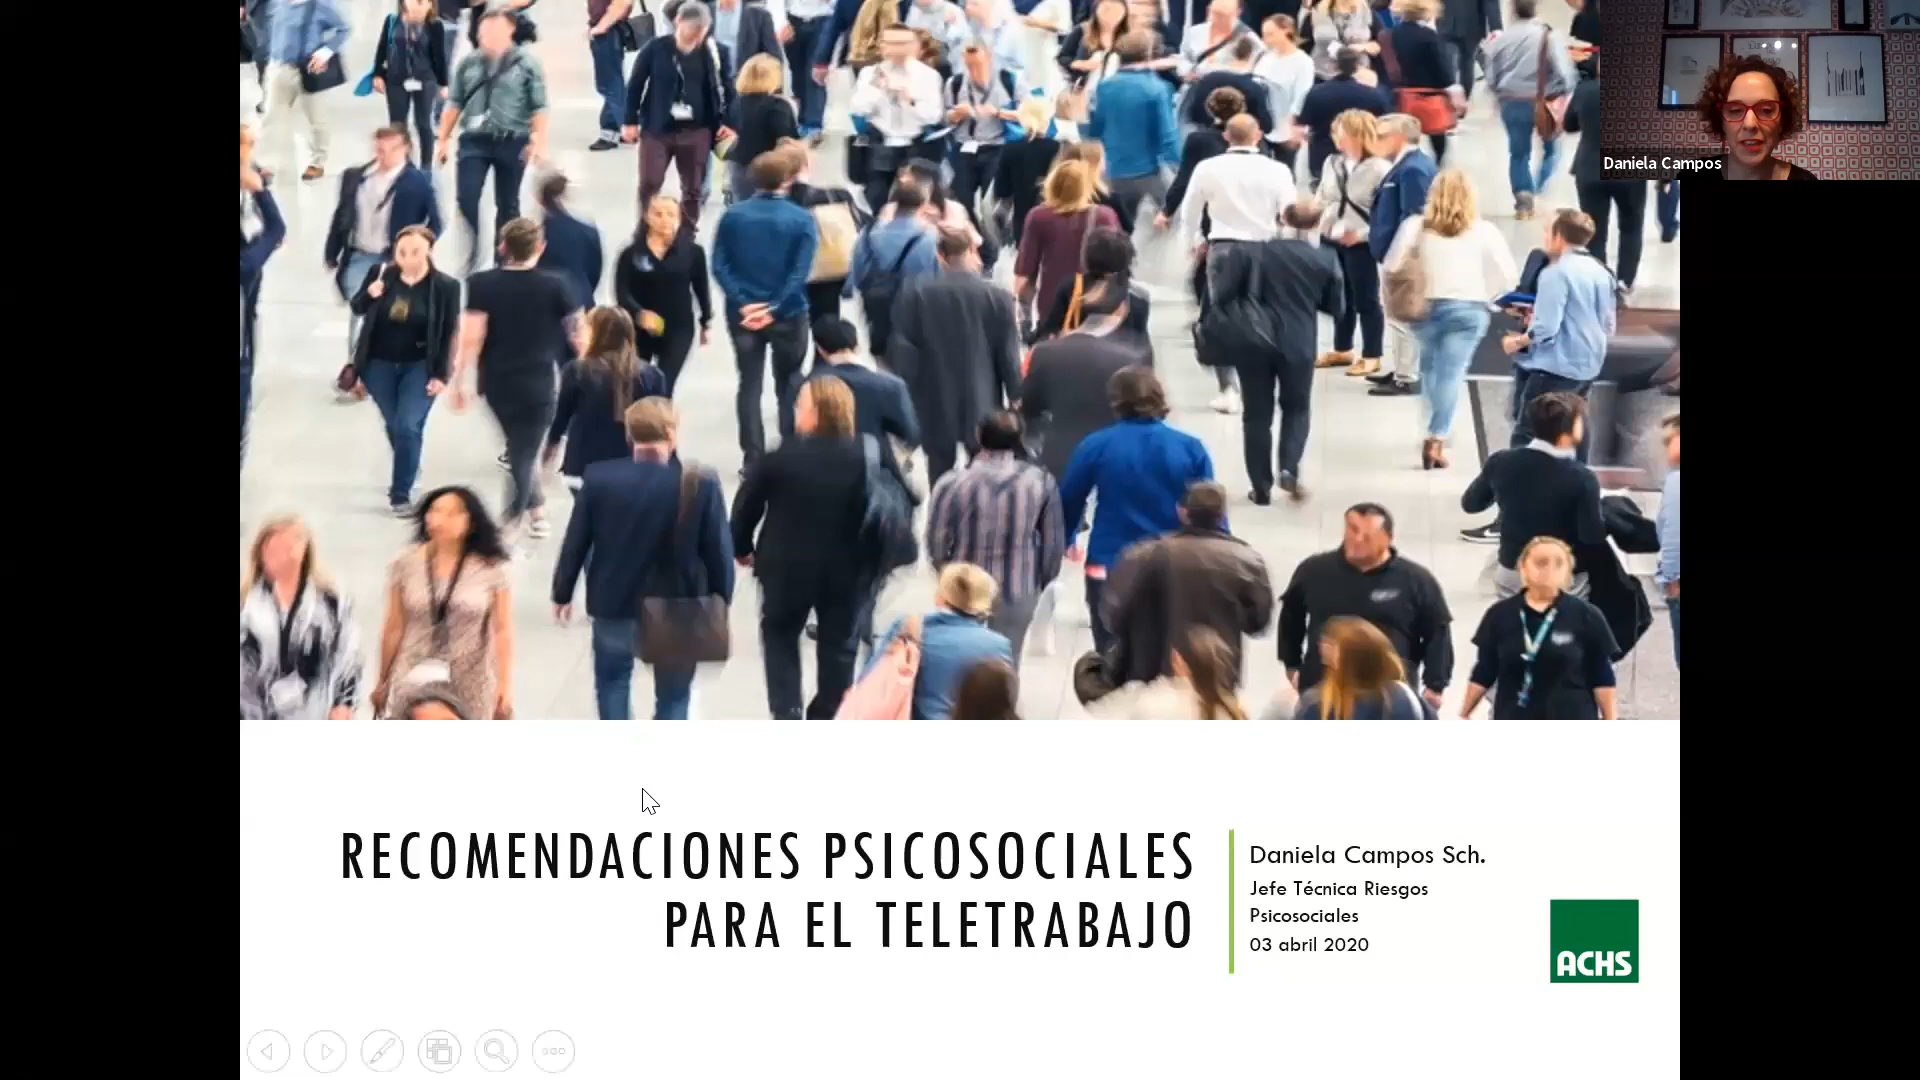 Daniela Campos
RECOMENDACIONES PSICOSOCIALES
PARA EL TELETRABAJO
Daniela Campos Sch.
Jefe Técnica Riesgos
Psicosociales
03 abril 2020
ACHS